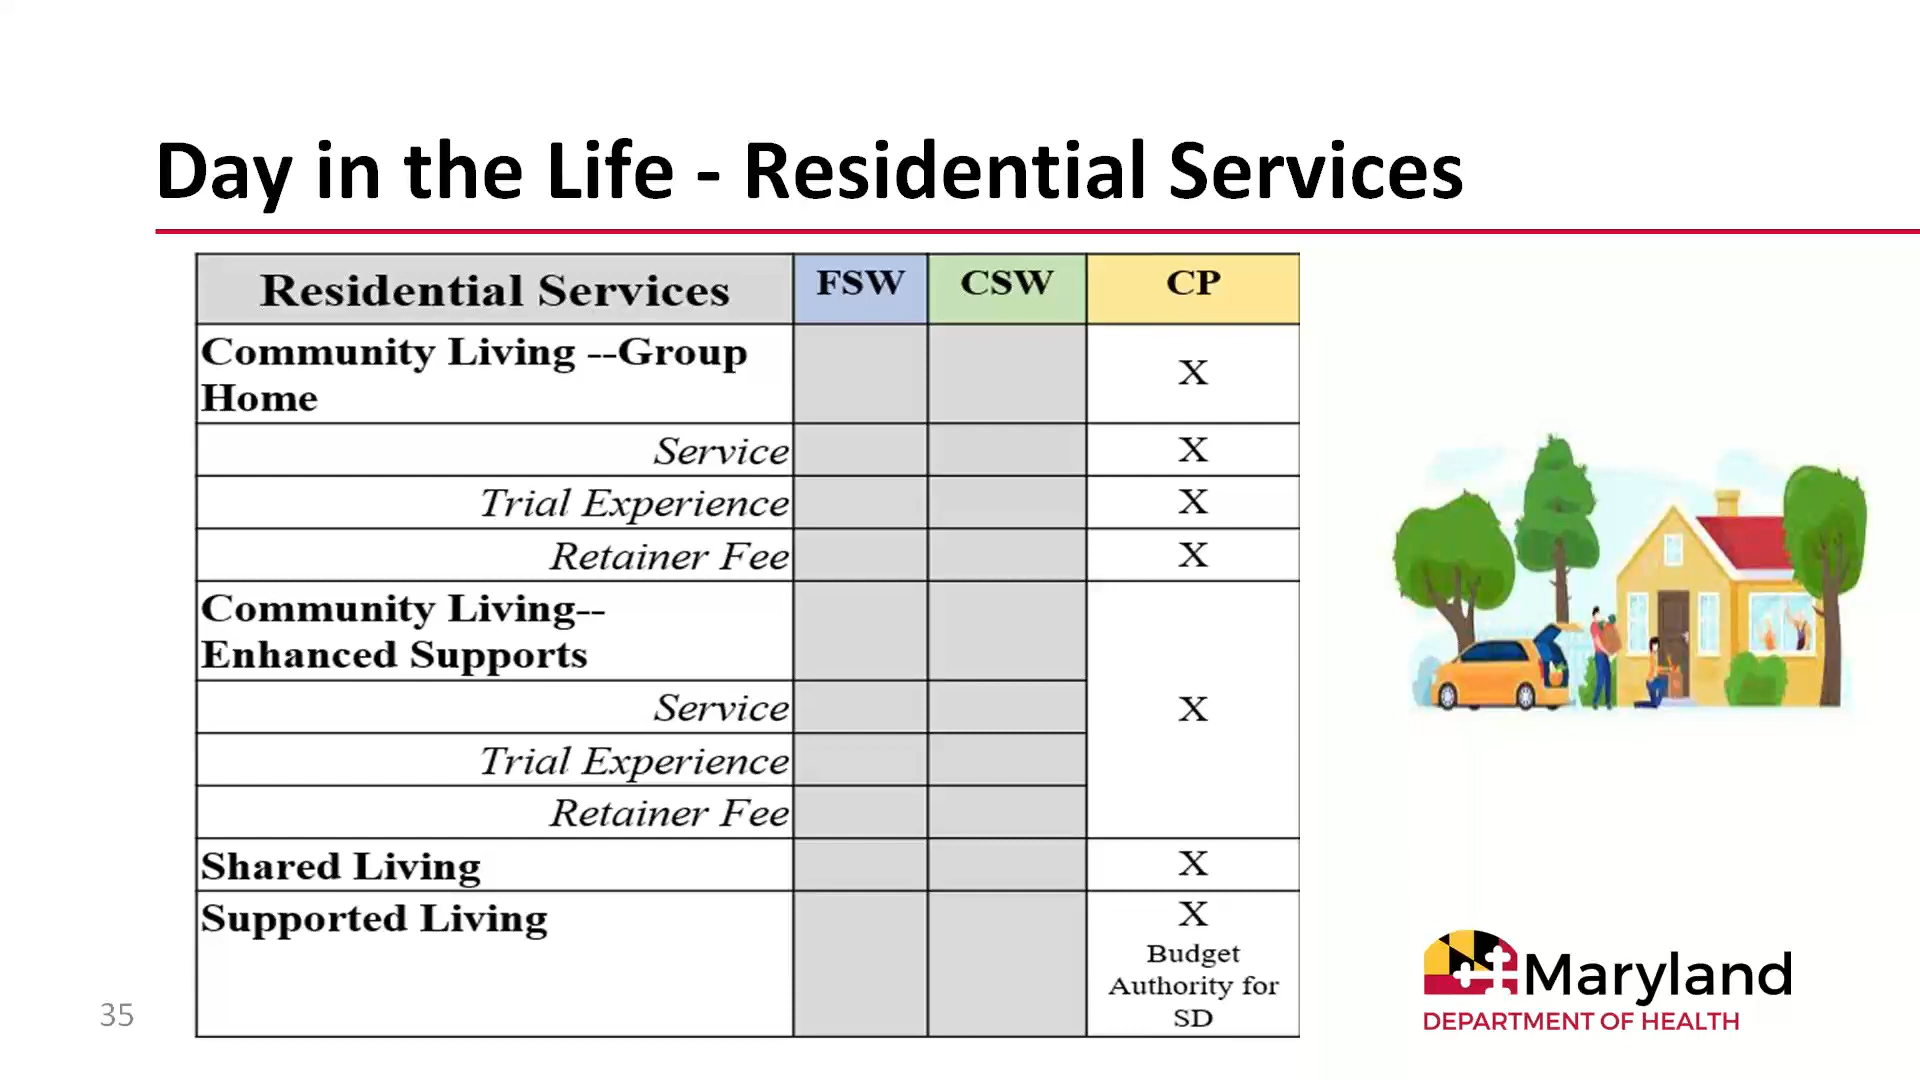 Day in the Life - Residential Services
Residential Services FSW CSW CP
Community Living --Group
Home X
Service X
Trial Experience X
Retainer Fee X
Community Living--
Enhanced Supports
Service X
Trial Experience
Retainer Fee
Shared Living X
Supported Living X
Budget
Authority for
SD
35
Maryland
DEPARTMENT OF HEALTH